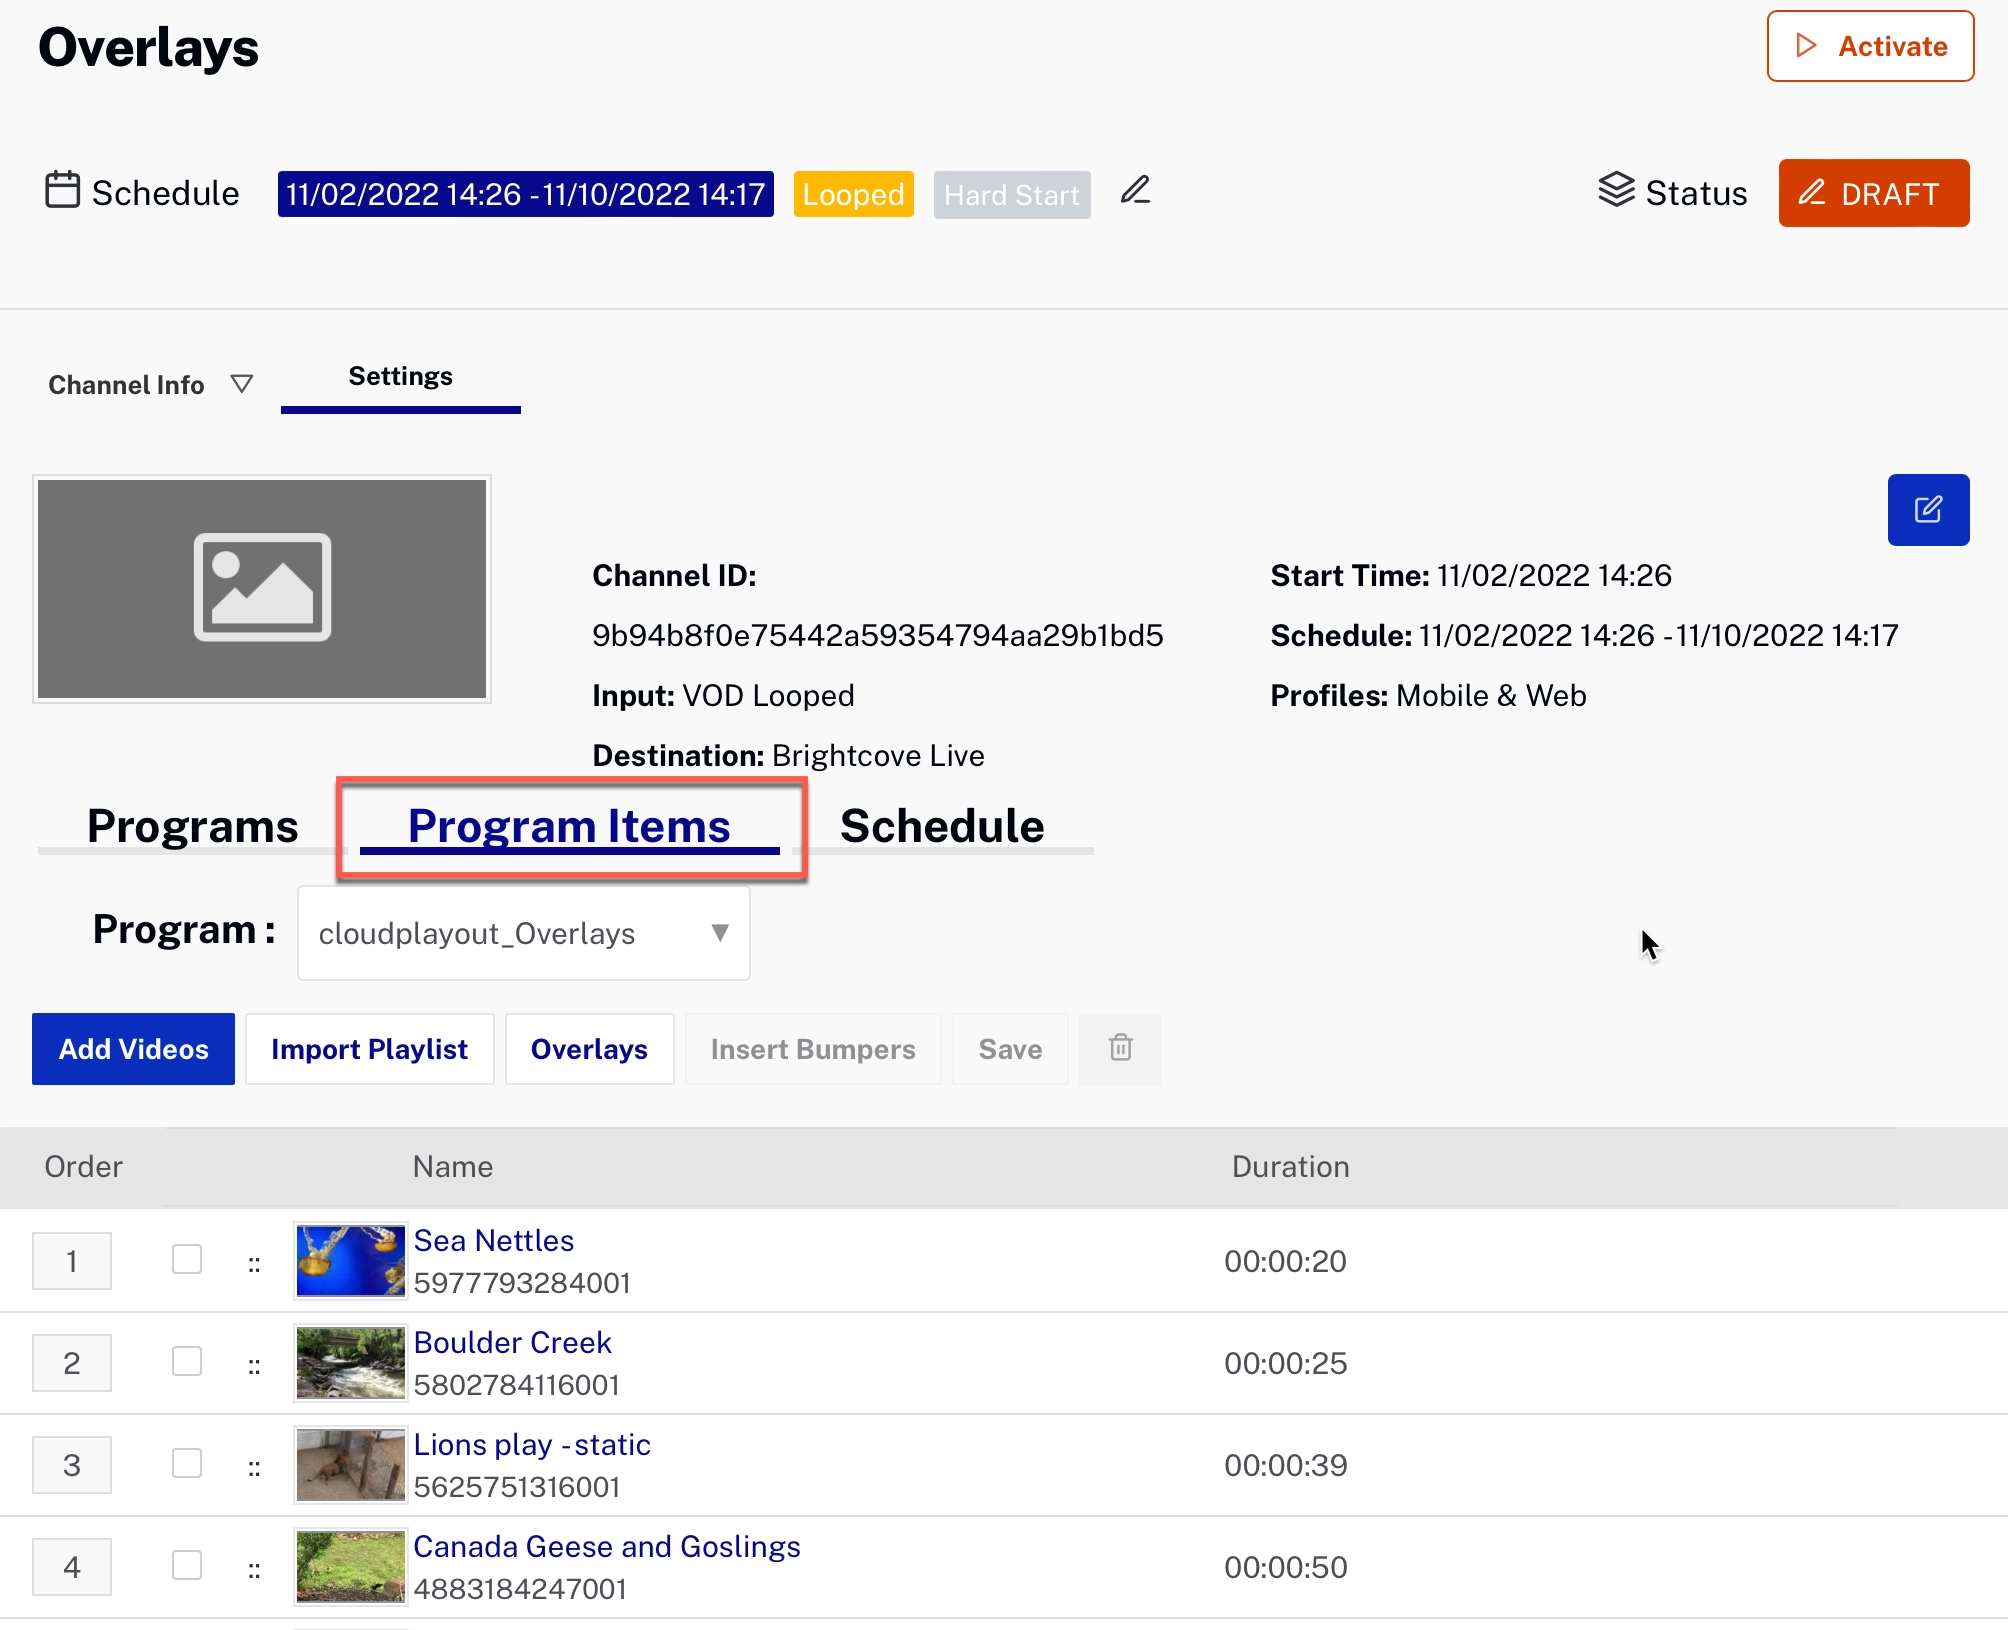 Overlays
Activate
Schedule 11/02/2022 14:26 - 11/10/2022 14:17 Looped Hard Start
Status DRAFT
Channel Info Settings
Channel ID:
9b94b8f0e75442a59354794aa29b1bd5
Input: VOD Looped
Destination: Brightcove Live
Start Time: 11/02/2022 14:26
Schedule: 11/02/2022 14:26 - 11/10/2022 14:17
Profiles: Mobile & Web
Programs Program Items Schedule
Program : cloudplayout_Overlays
Add Videos Import Playlist Overlays Insert Bumpers Save
Order Name Duration
1 Sea Nettles 00:00:20
5977793284001
2 Boulder Creek 00:00:25
5802784116001
3 Lions play - static 00:00:39
5625751316001
4 Canada Geese and Goslings 00:00:50
4883184247001